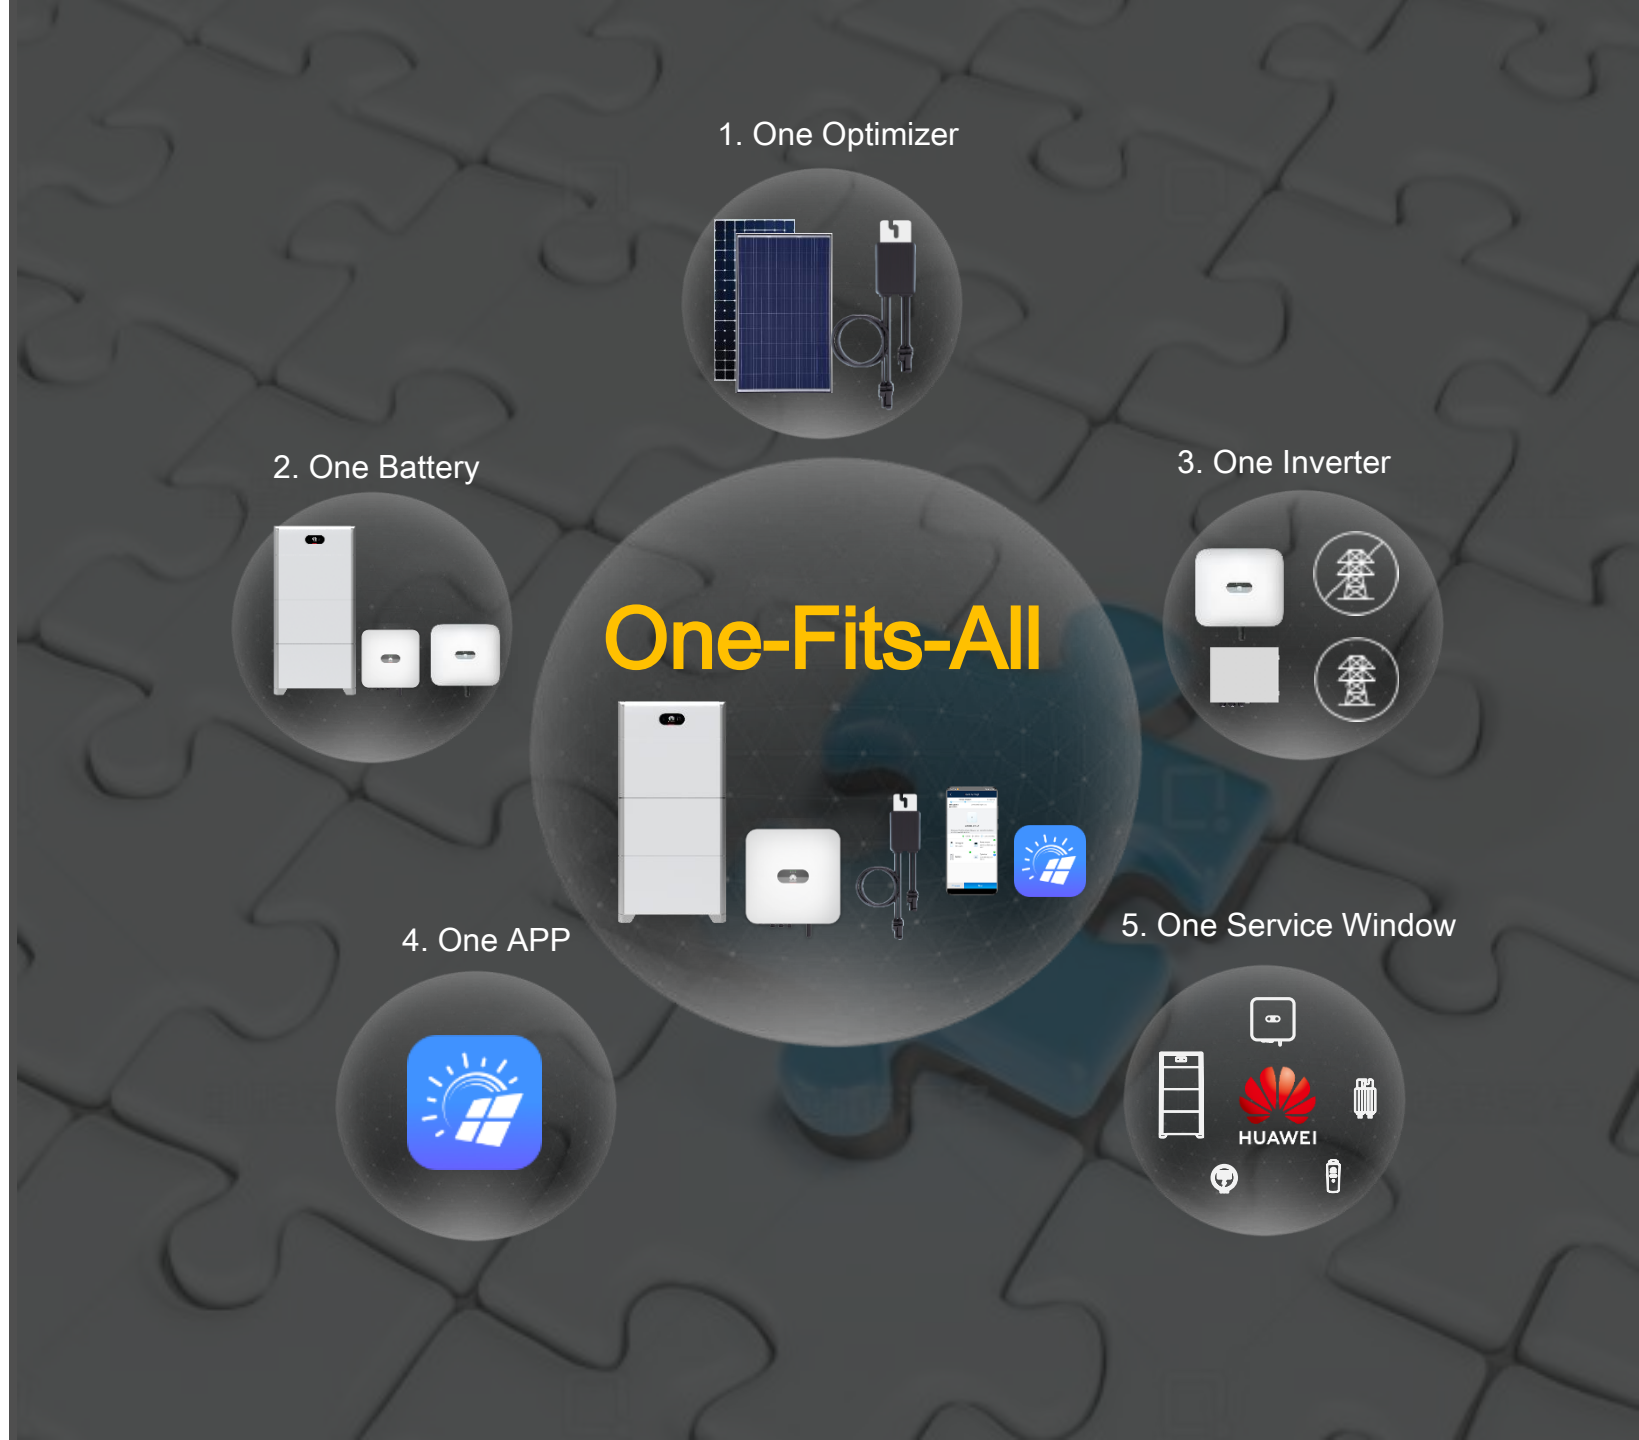 1. One Optimizer
2. One Battery
3. One Inverter
One-Fits-All
4. One APP
5. One Service Window
HUAWEI